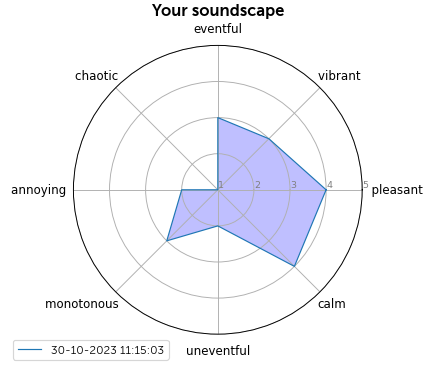 Your soundscape
eventful
chaotic
vibrant
annoying
1 2 3 4 5
pleasant
monotonous
calm
uneventful
30-10-2023 11:15:03